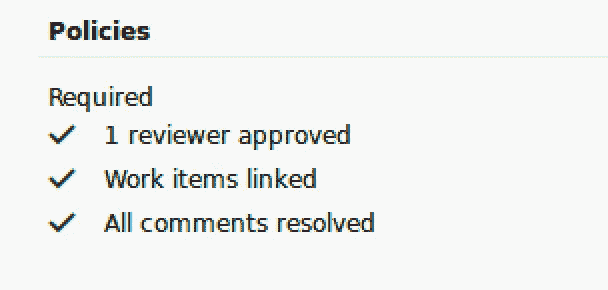 Policies
Required
1 reviewer approved
Work items linked
All comments resolved